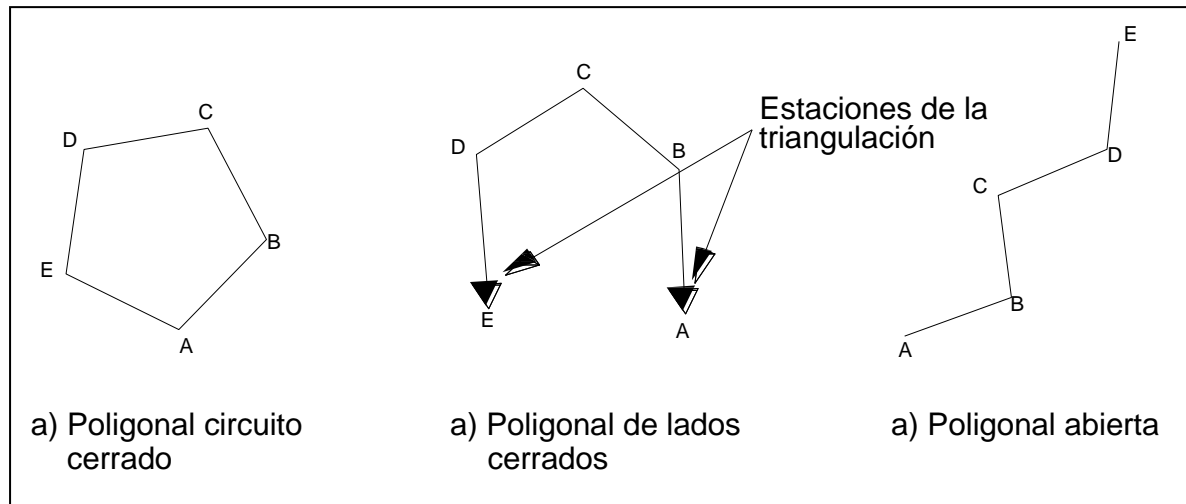 C
D
B
E
A
a) Poligonal circuito
cerrado
C
D
B
E
A
Estaciones de la
triangulación
a) Poligonal de lados
cerrados
E
D
C
B
A
a) Poligonal abierta